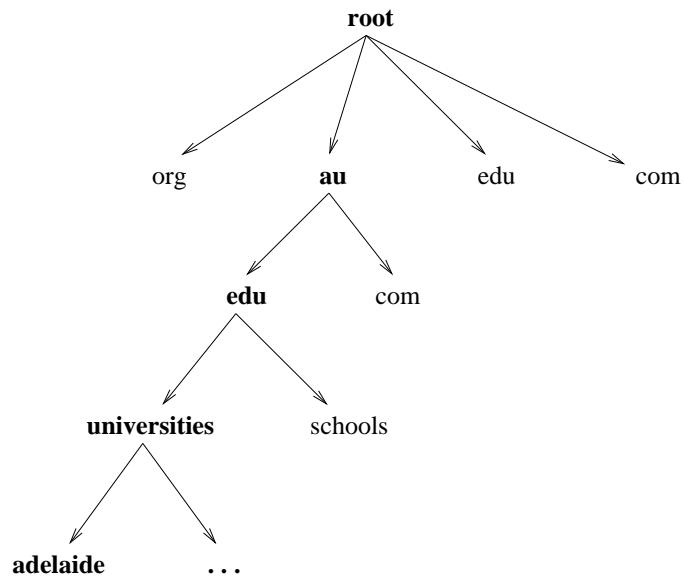 root
org au edu com
edu com
universities schools
adelaide . . .